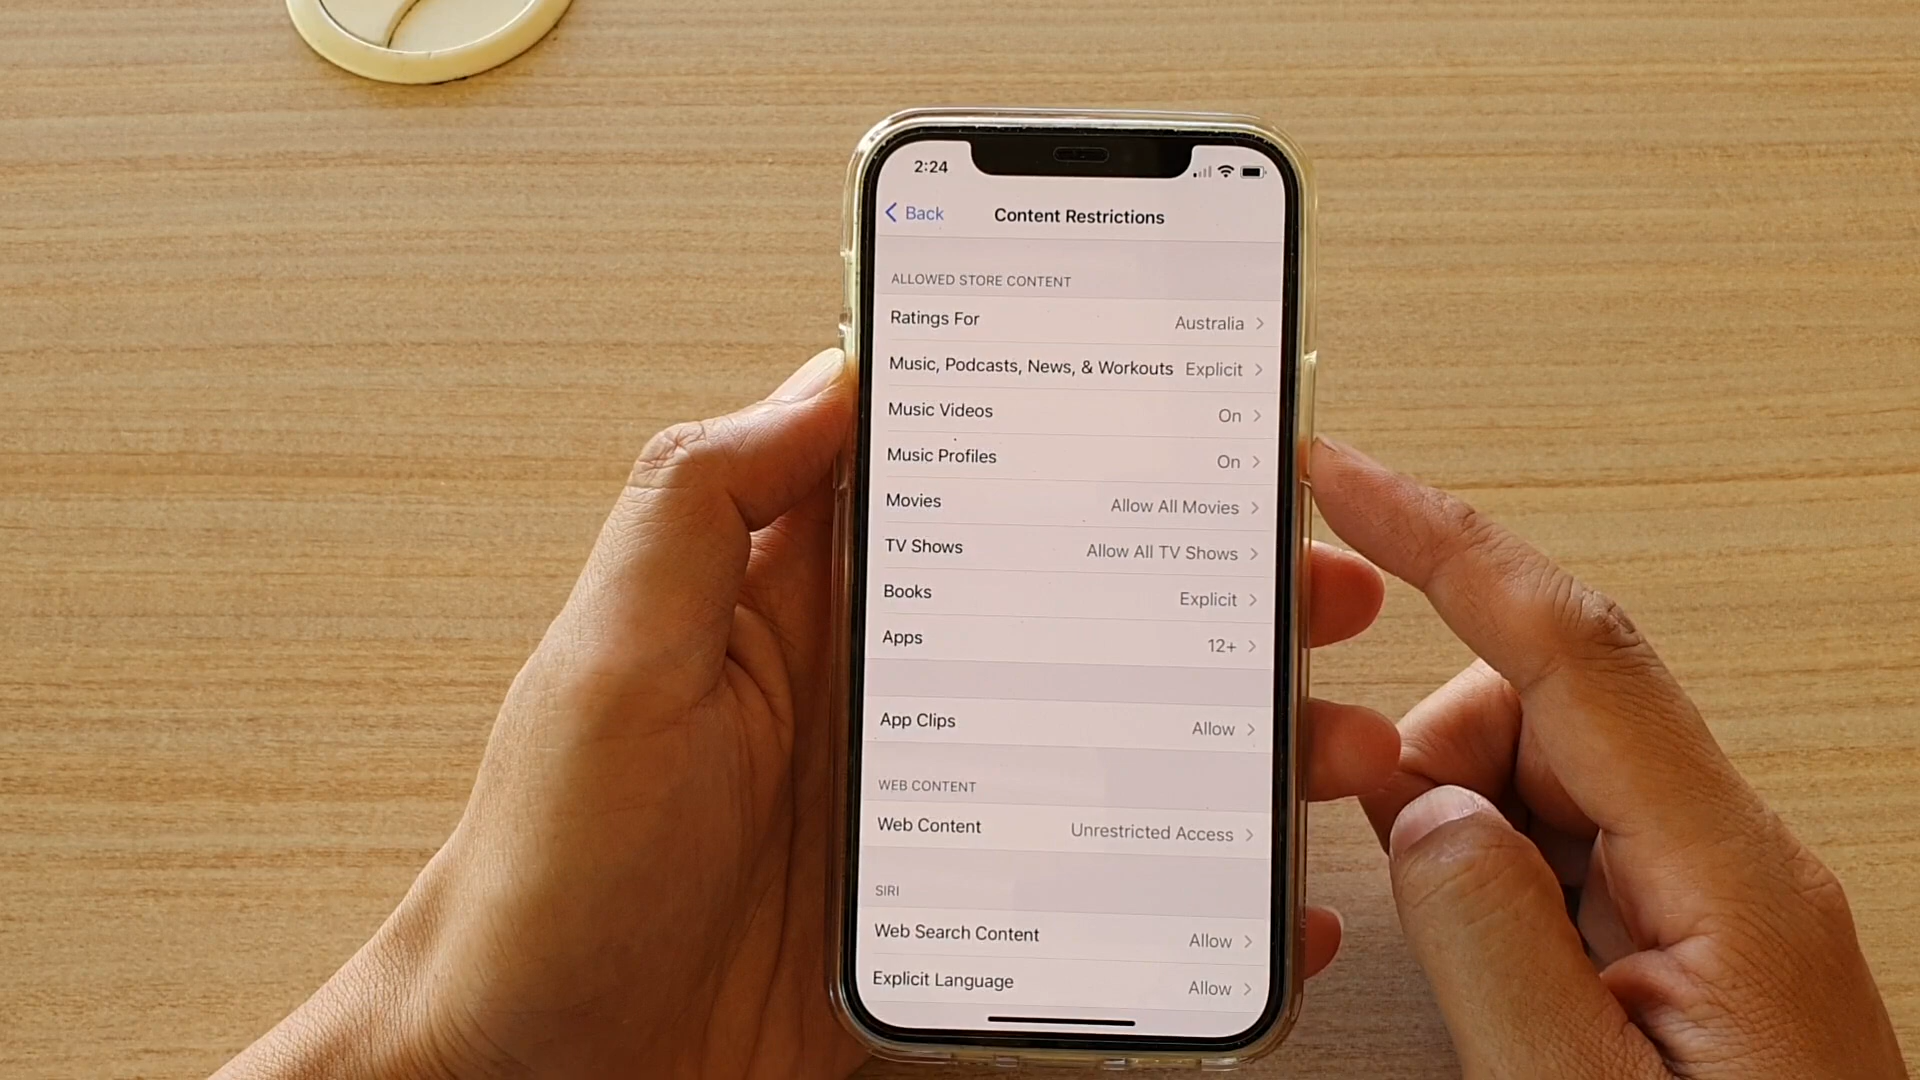 2:24
Back
Content Restrictions
ALLOWED STORE CONTENT
Ratings For Australia
Music, Podcasts, News, & Workouts Explicit
Music Videos On
Music Profiles On
Movies Allow All Movies
TV Shows Allow All TV Shows
Books Explicit
Apps 12+
App Clips Allow
WEB CONTENT
Web Content Unrestricted Access
SIRI
Web Search Content Allow
Explicit Language Allow